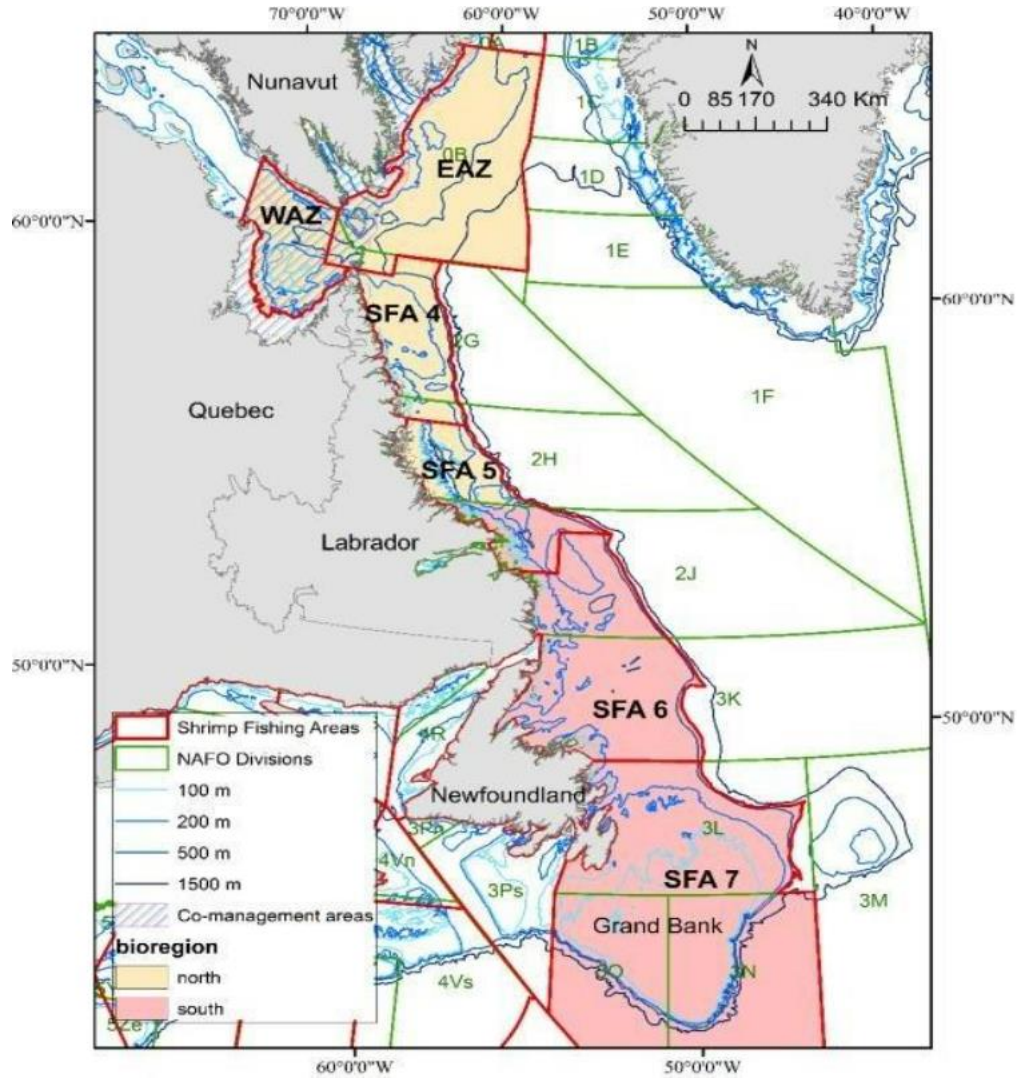 70°0'0"W
60°0'0"W
50°0'0"W
40°0'0"W
0A
1B
N
Nunavut
1C
0 85 170 340 Km
0B
EAZ
1D
WAZ
60°0'0"N
1E
60°0'0"N
SFA 4
2G
1F
Quebec
2H
SFA 5
Labrador
2J
50°0'0"N
3K
SFA 6
50°0'0"N
Shrimp Fishing Areas
4R
NAFO Divisions
100 m
Newfoundland
200 m
3Pn
3L
500 m
4Vn
1500 m
3Ps
SFA 7
3M
Co-management areas
Grand Bank
bioregion
north
4Vs
3O
3N
south
5Ze
60°0'0"W
50°0'0"W